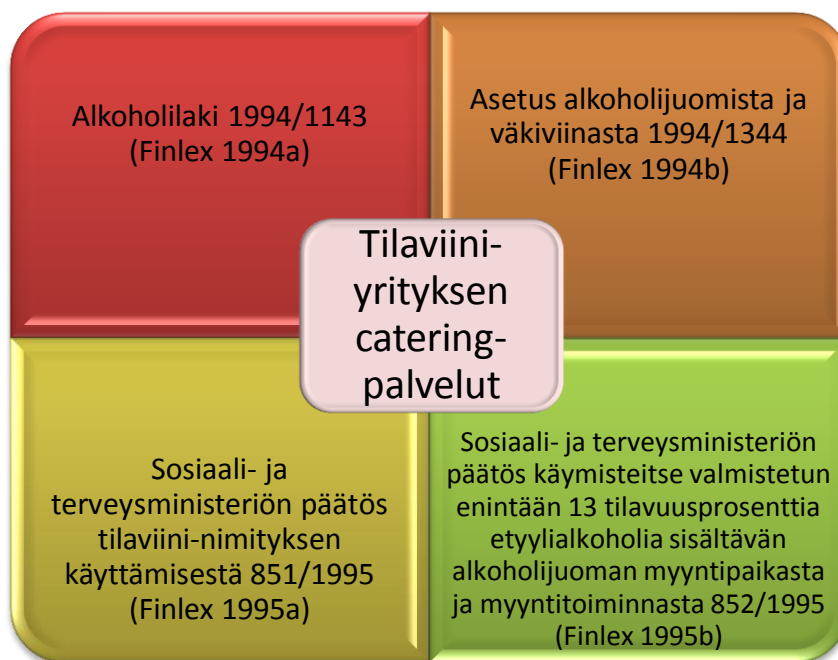 Alkoholilaki 1994/1143
(Finlex 1994a)
Asetus alkoholijuomista ja
väkiviinasta 1994/1344
(Finlex 1994b)
Tilaviini-
yrityksen
catering-
palvelut
Sosiaali- ja
terveysministeriön päätös
tilaviini-nimityksen
käyttämisestä 851/1995
(Finlex 1995a)
Sosiaali- ja terveysministeriön
päätös käymisteitse valmistetun
enintään 13 tilavuusprosenttia
etyylialkoholia sisältävän
alkoholijuoman myyntipaikasta
ja myyntitoiminnasta 852/1995
(Finlex 1995b)